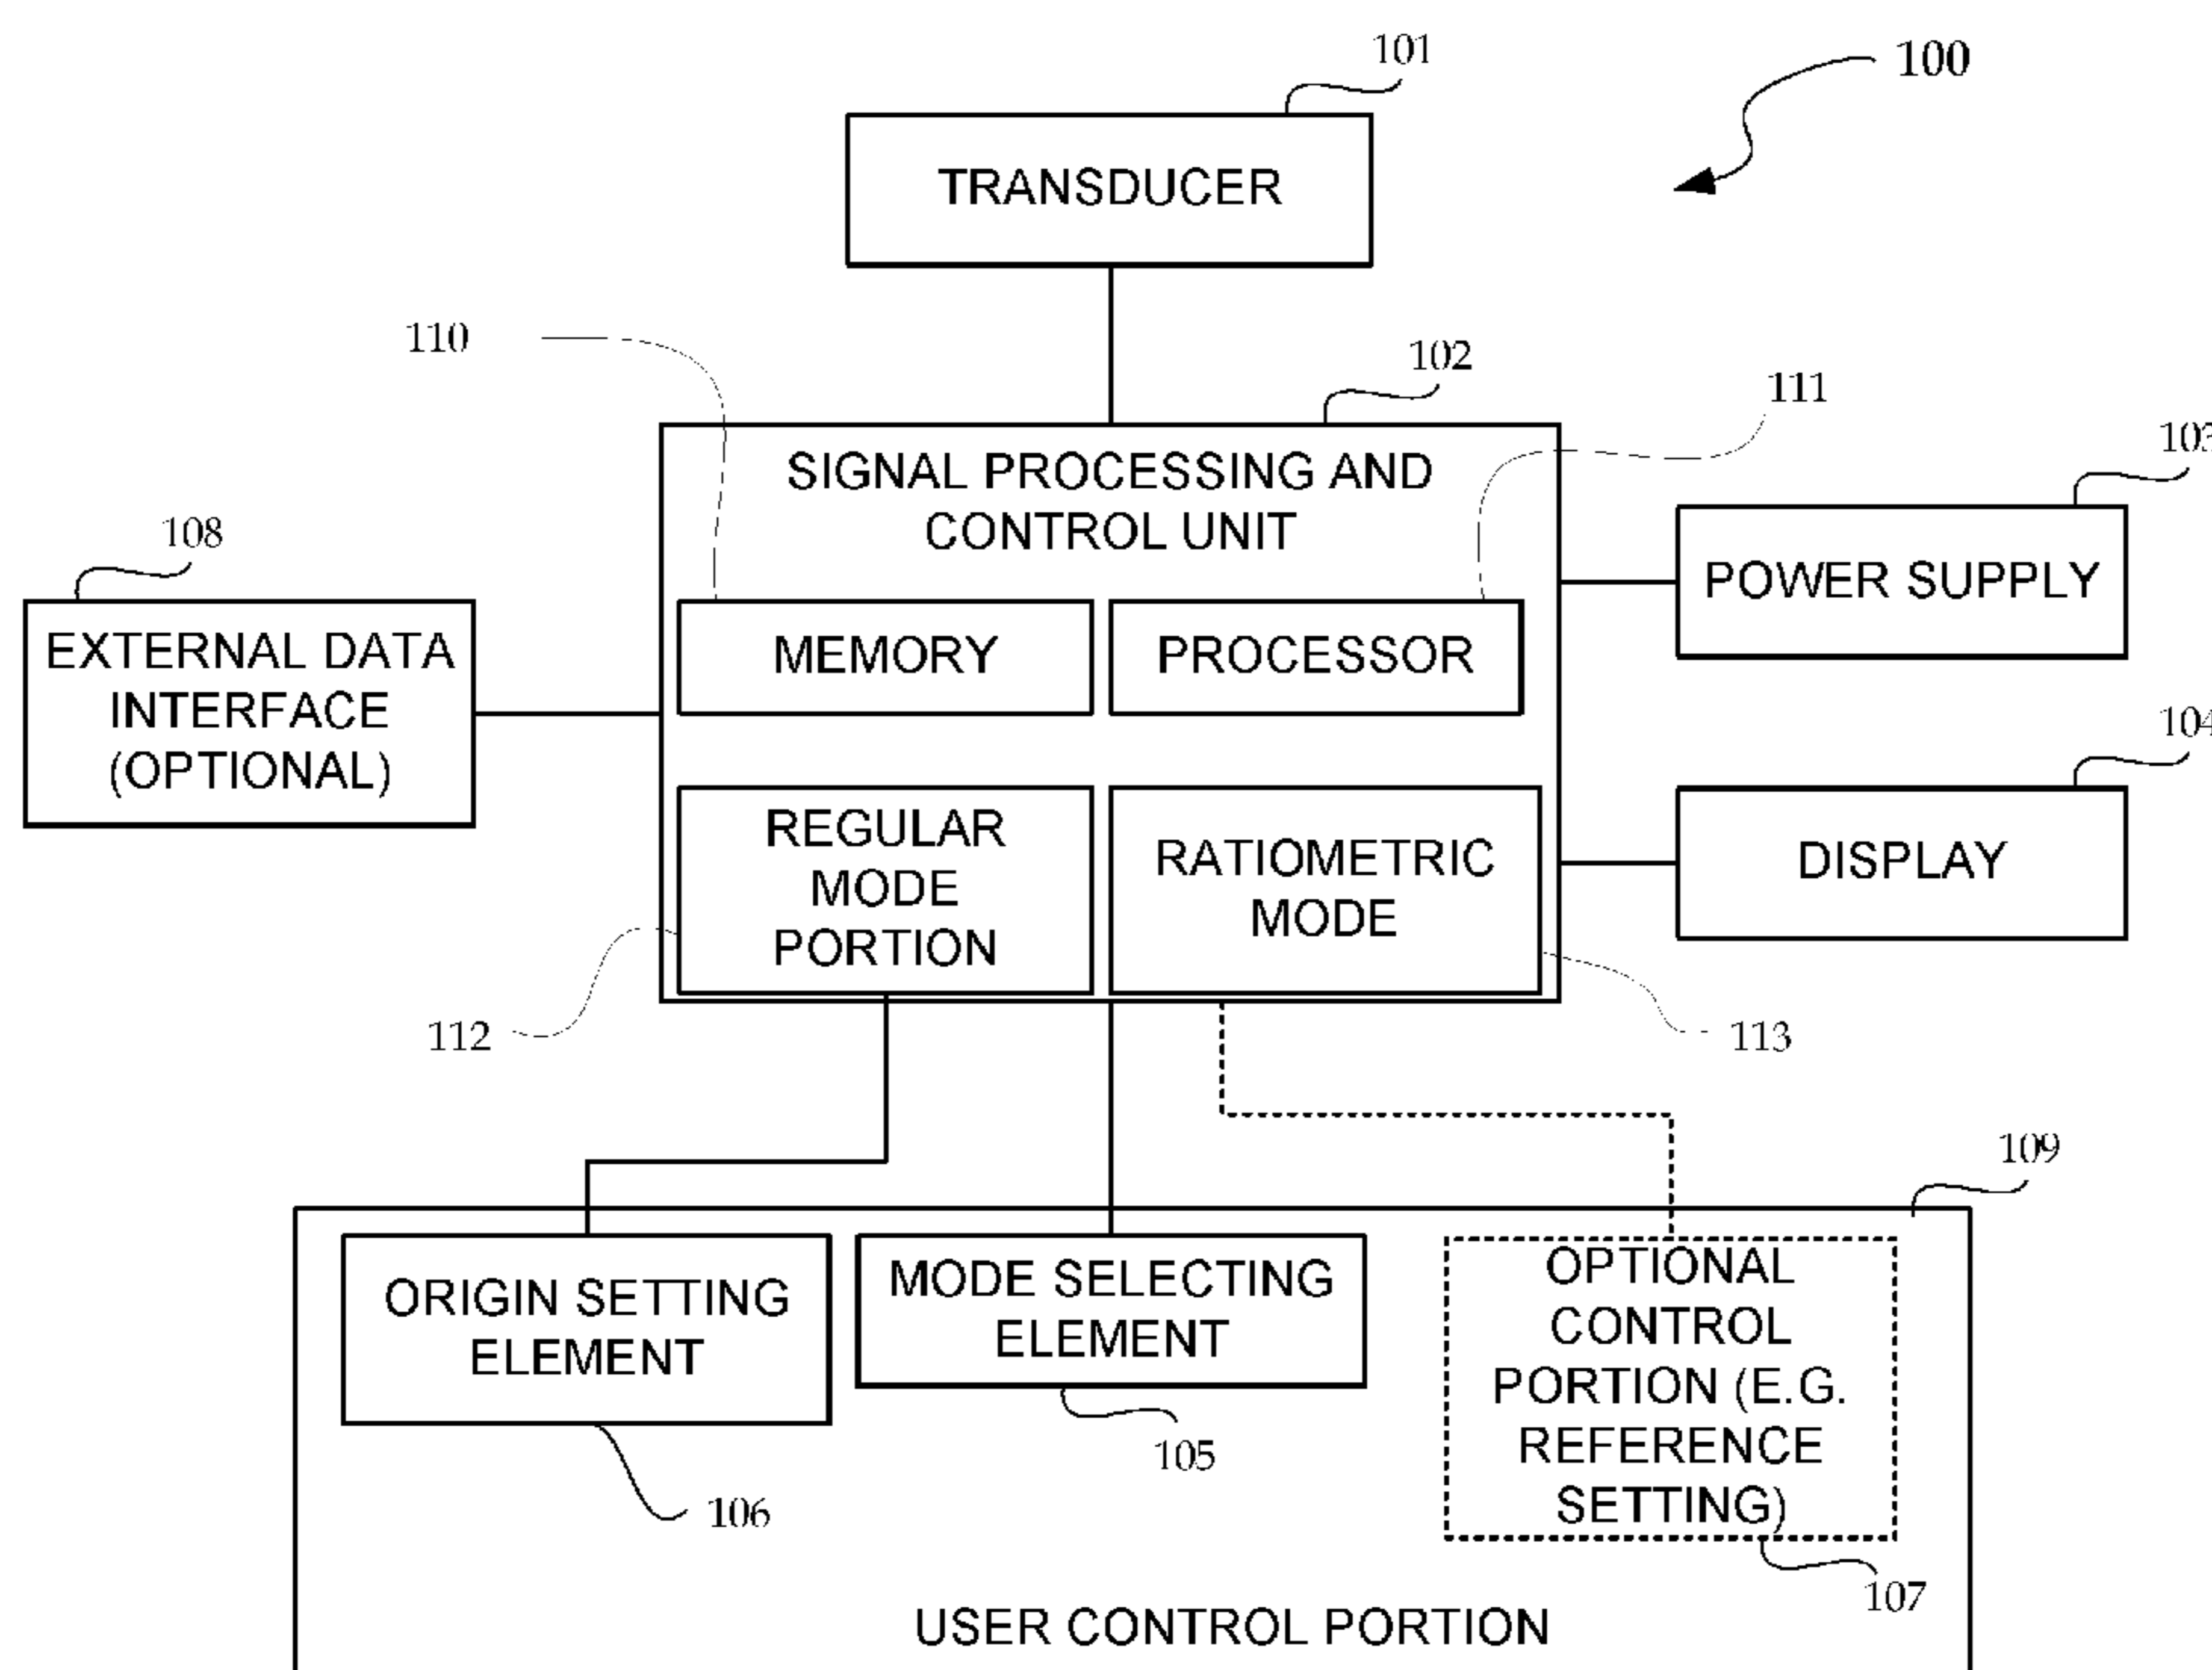 101
100
TRANSDUCER
110
102
111
103
SIGNAL PROCESSING AND
CONTROL UNIT
108
POWER SUPPLY
EXTERNAL DATA
INTERFACE
(OPTIONAL)
MEMORY
PROCESSOR
104
REGULAR
MODE
PORTION
RATIOMETRIC
MODE
DISPLAY
112
113
109
ORIGIN SETTING
ELEMENT
MODE SELECTING
ELEMENT
OPTIONAL
CONTROL
PORTION (E.G.
REFERENCE
SETTING)
105
106
107
USER CONTROL PORTION